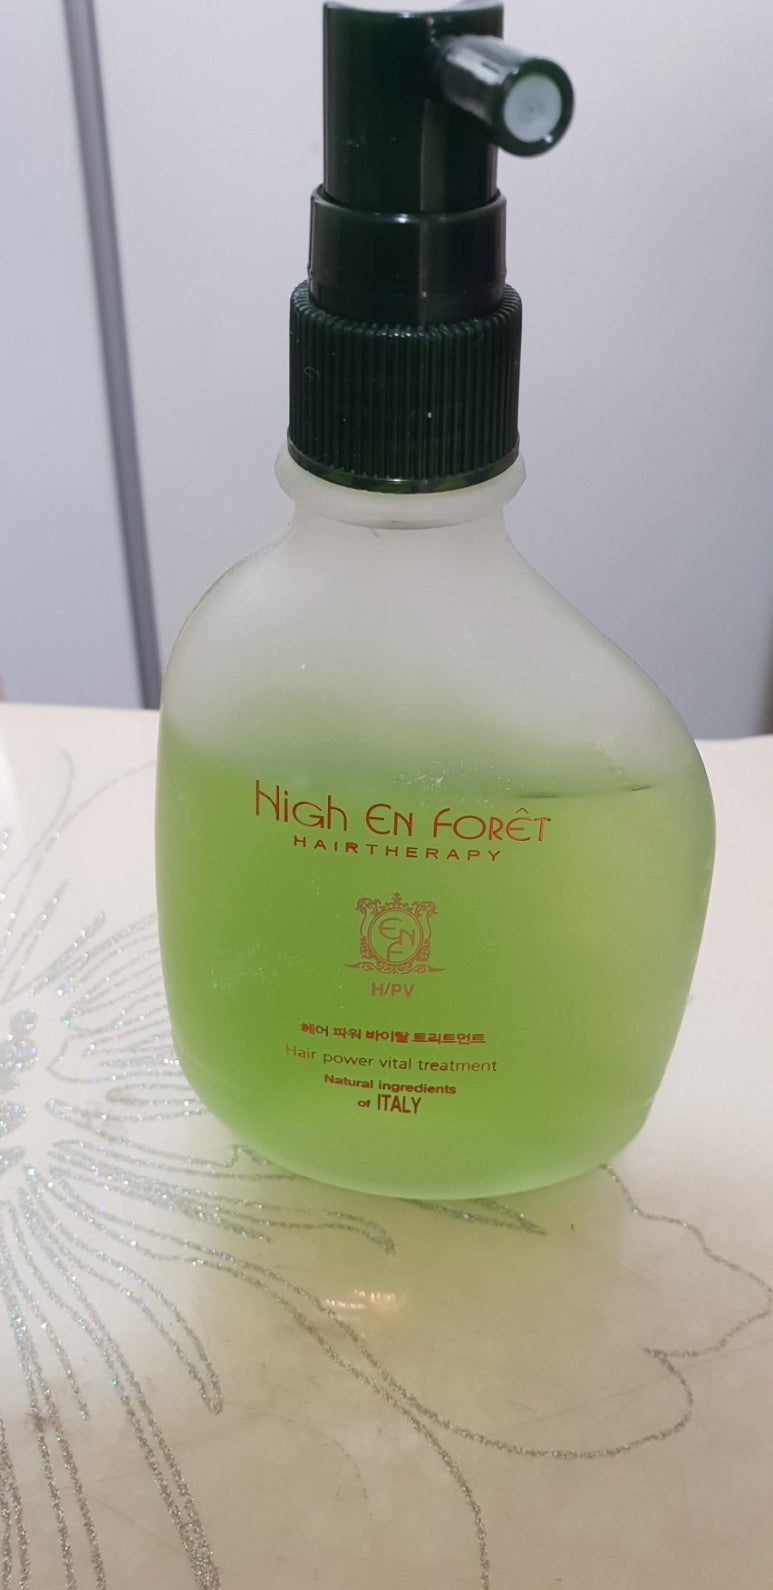 High En Forêt
HAIRTHERAPY
ENF
H/PV
헤어 파워 바이탈 트리트먼트
Hair power vital treatment
Natural ingredients
of ITALY